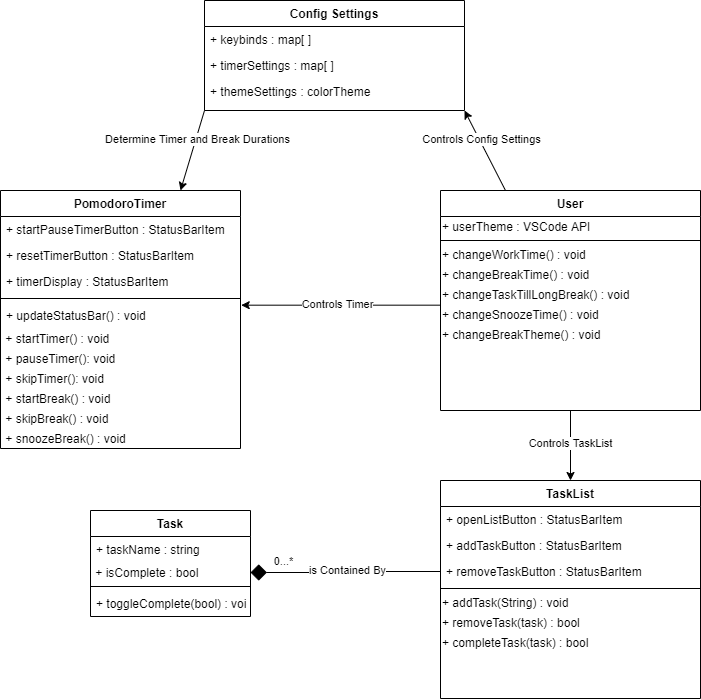 Config Settings
+ keybinds : map[ ]
+ timerSettings : map[ ]
+ themeSettings : colorTheme
Determine Timer and Break Durations
Controls Config Settings
PomodoroTimer
+ startPauseTimerButton : StatusBarItem
+ resetTimerButton : StatusBarItem
+ timerDisplay : StatusBarItem
+ updateStatusBar() : void
+ startTimer() : void
+ pauseTimer(): void
+ skipTimer(): void
+ startBreak() : void
+ skipBreak() : void
+ snoozeBreak() : void
Controls Timer
User
+ userTheme : VSCode API
+ changeWorkTime() : void
+ changeBreakTime() : void
+ changeTaskTillLongBreak() : void
+ changeSnoozeTime() : void
+ changeBreakTheme() : void
Controls TaskList
Task
+ taskName : string
+ isComplete : bool
+ toggleComplete(bool) : voi
0...*
is Contained By
TaskList
+ openListButton : StatusBarItem
+ addTaskButton : StatusBarItem
+ removeTaskButton : StatusBarItem
+ addTask(String) : void
+ removeTask(task) : bool
+ completeTask(task) : bool